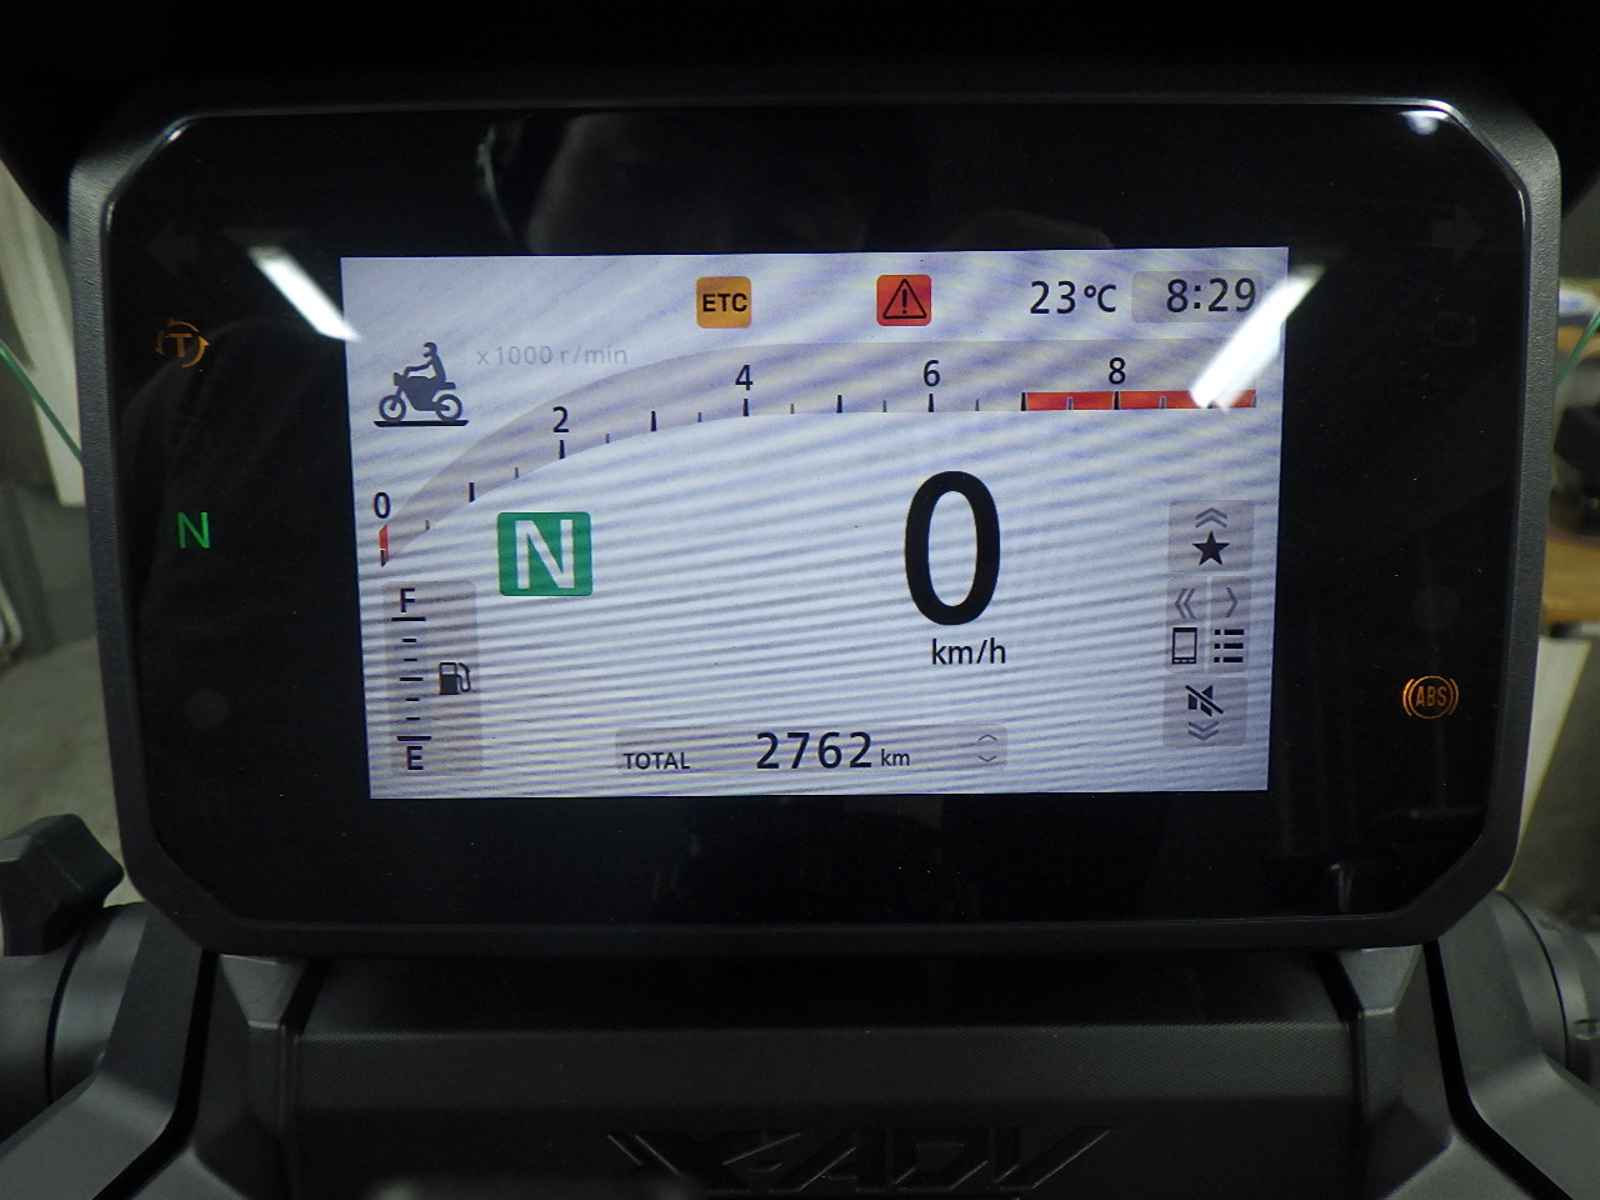 ETC
23°C 8:29
x1000 r/min
0 2 4 6 8
T
N
N
0
km/h
F
E
ABS
TOTAL 2762 km
X-ADV